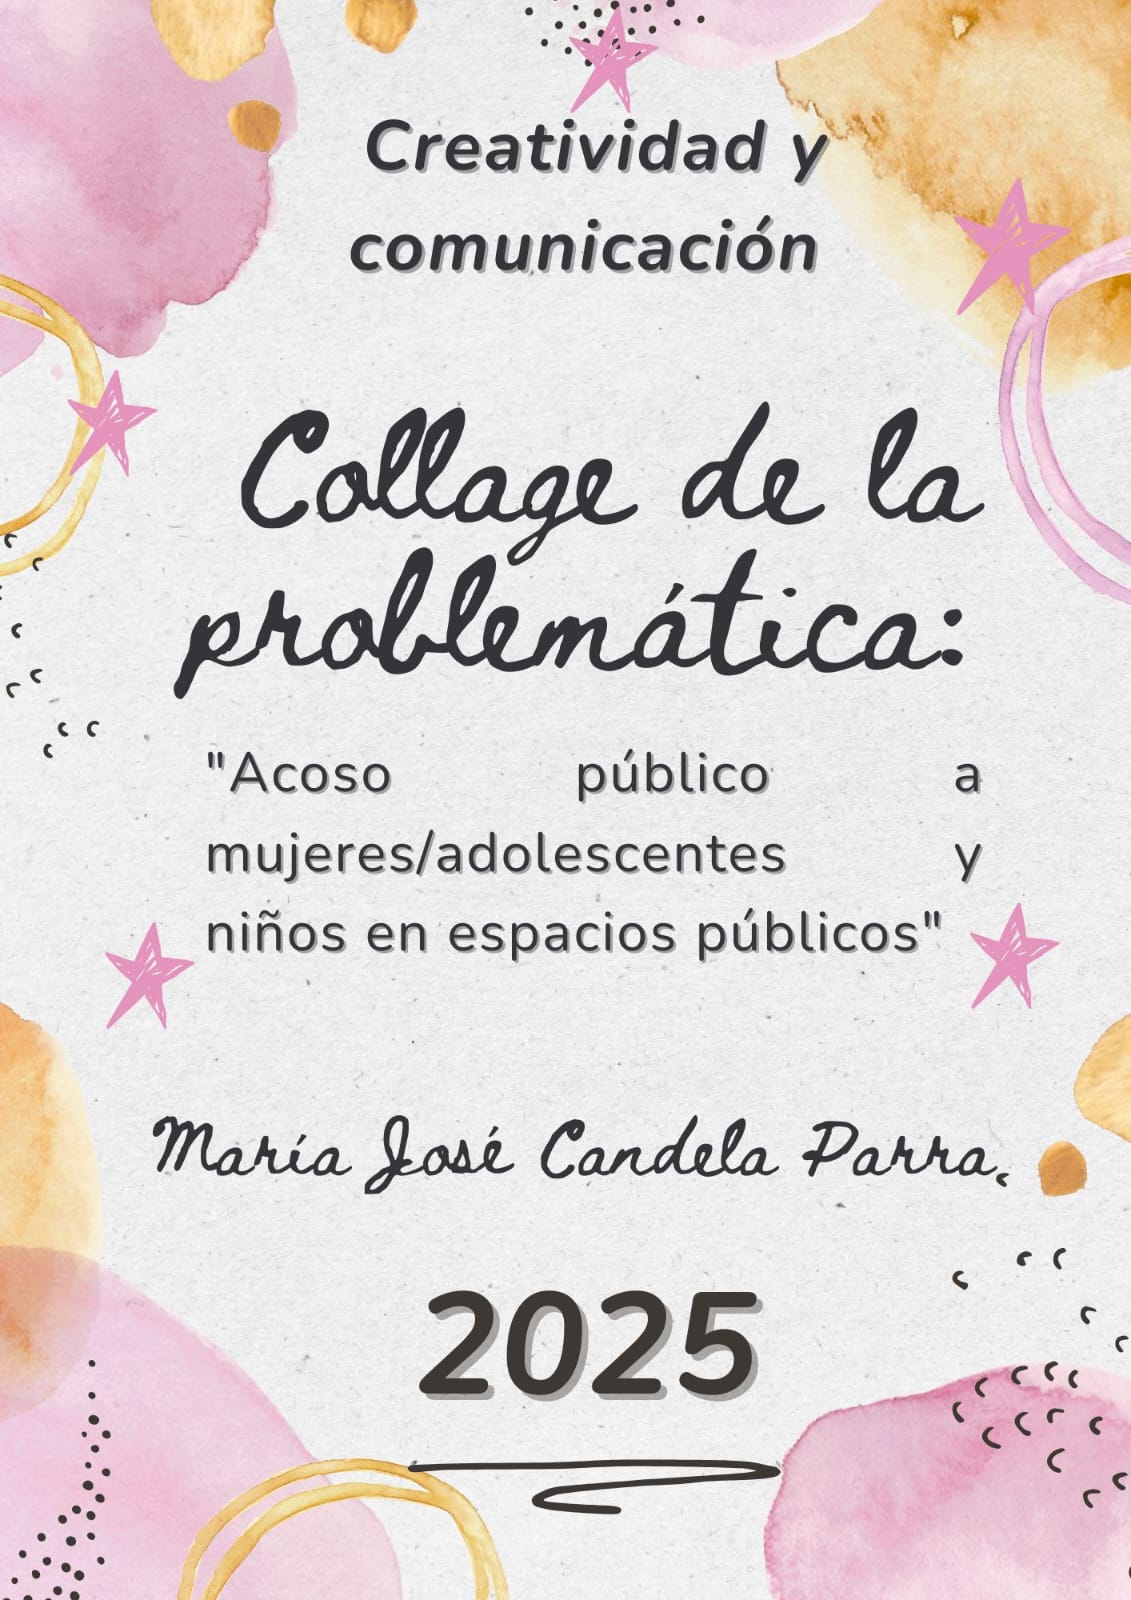 Creatividad y
comunicación
Collage de la
problemática:
"Acoso público a
mujeres/adolescentes y
niños en espacios públicos"
María José Candela Parra.
2025